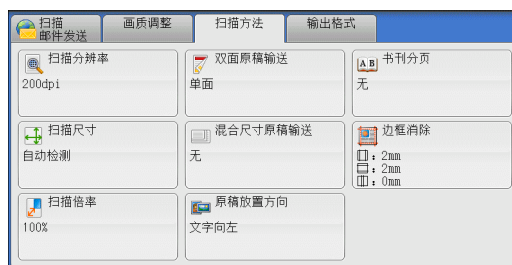 扫描
邮件发送
画质调整
扫描方法
输出格式
扫描分辨率
200dpi
双面原稿输送
单面
A B
书刊分页
无
扫描尺寸
自动检测
混合尺寸原稿输送
无
边框消除
：2mm
：2mm
：0mm
扫描倍率
100%
原稿放置方向
文字向左